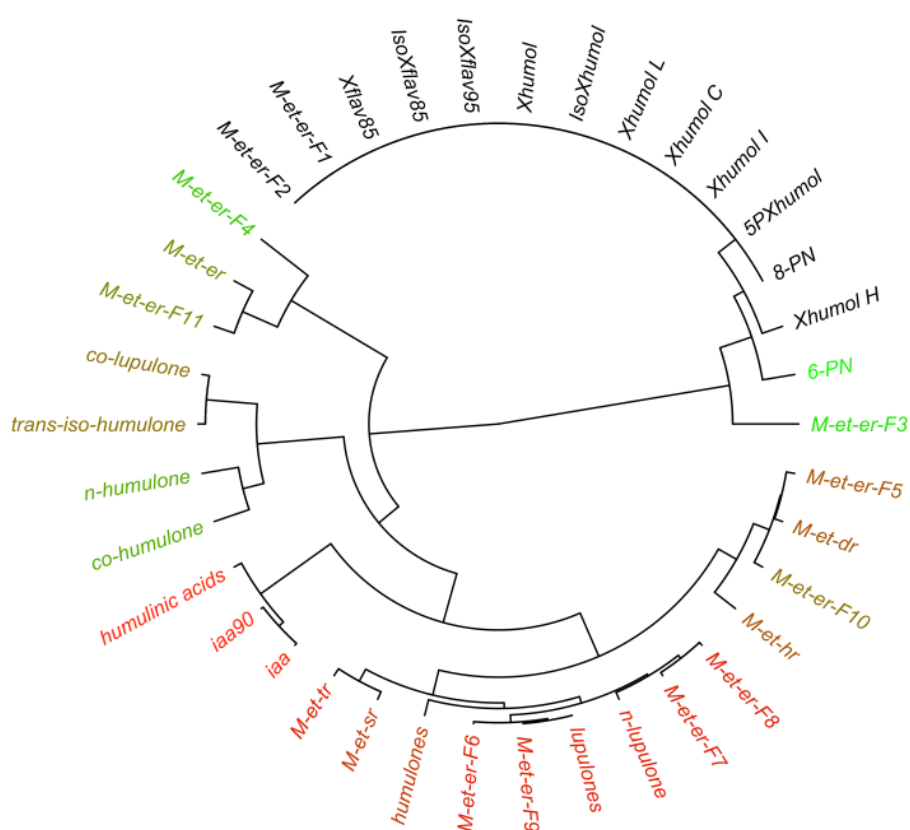 M-et-er-F2
M-et-er-F1
Xflav85
IsoXflav85
IsoXflav95
Xhumol
IsoXhumol
Xhumol L
Xhumol C
Xhumol I
5PXhumol
8-PN
Xhumol H
6-PN
M-et-er-F3
M-et-er-F5
M-et-dr
M-et-er-F10
M-et-hr
M-et-er-F8
M-et-er-F7
n-lupulone
lupulones
M-et-er-F9
M-et-er-F6
humulones
M-et-sr
M-et-tr
iaa
iaa90
humulinic acids
co-humulone
n-humulone
trans-iso-humulone
co-lupulone
M-et-er-F11
M-et-er
M-et-er-F4